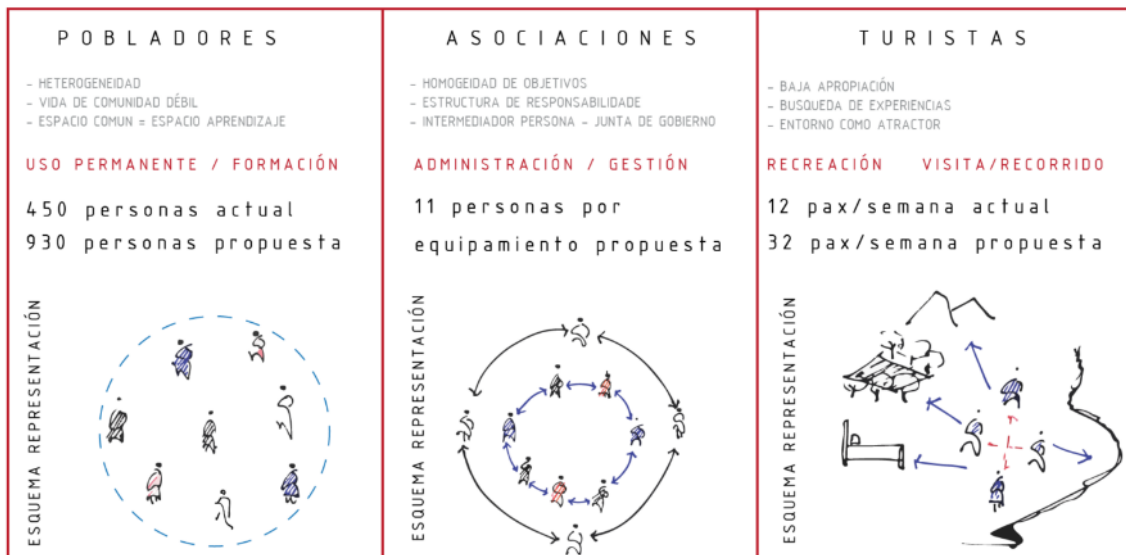 POBLADORES
- HETEROGENEIDAD
- VIDA DE COMUNIDAD DÉBIL
- ESPACIO COMUN = ESPACIO APRENDIZAJE
USO PERMANENTE / FORMACIÓN
450 personas actual
930 personas propuesta
ESQUEMA REPRESENTACIÓN
ASOCIACIONES
- HOMOGEIDAD DE OBJETIVOS
- ESTRUCTURA DE RESPONSABILIDADE
- INTERMEDIADOR PERSONA - JUNTA DE GOBIERNO
ADMINISTRACIÓN / GESTIÓN
11 personas por
equipamiento propuesta
ESQUEMA REPRESENTACIÓN
TURISTAS
- BAJA APROPIACIÓN
- BUSQUEDA DE EXPERIENCIAS
- ENTORNO COMO ATRACTOR
RECREACIÓN VISITA/RECORRIDO
12 pax/semana actual
32 pax/semana propuesta
ESQUEMA REPRESENTACIÓN